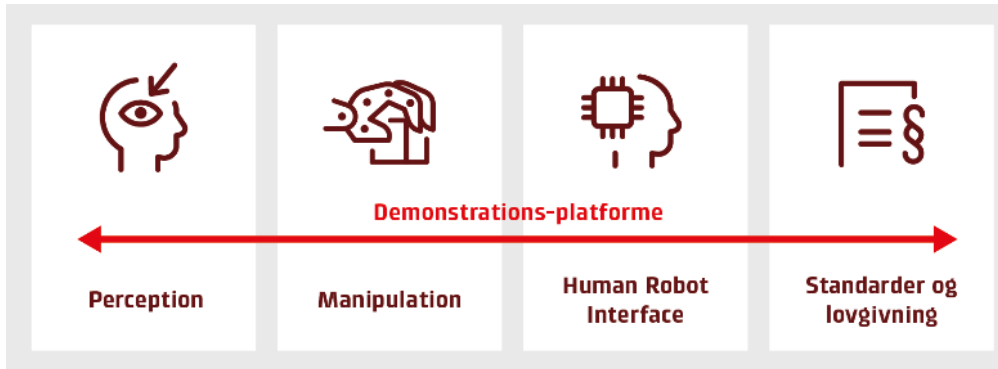 Demonstrations-platforme
Perception
Manipulation
Human Robot
Interface
Standarder og
lovgivning